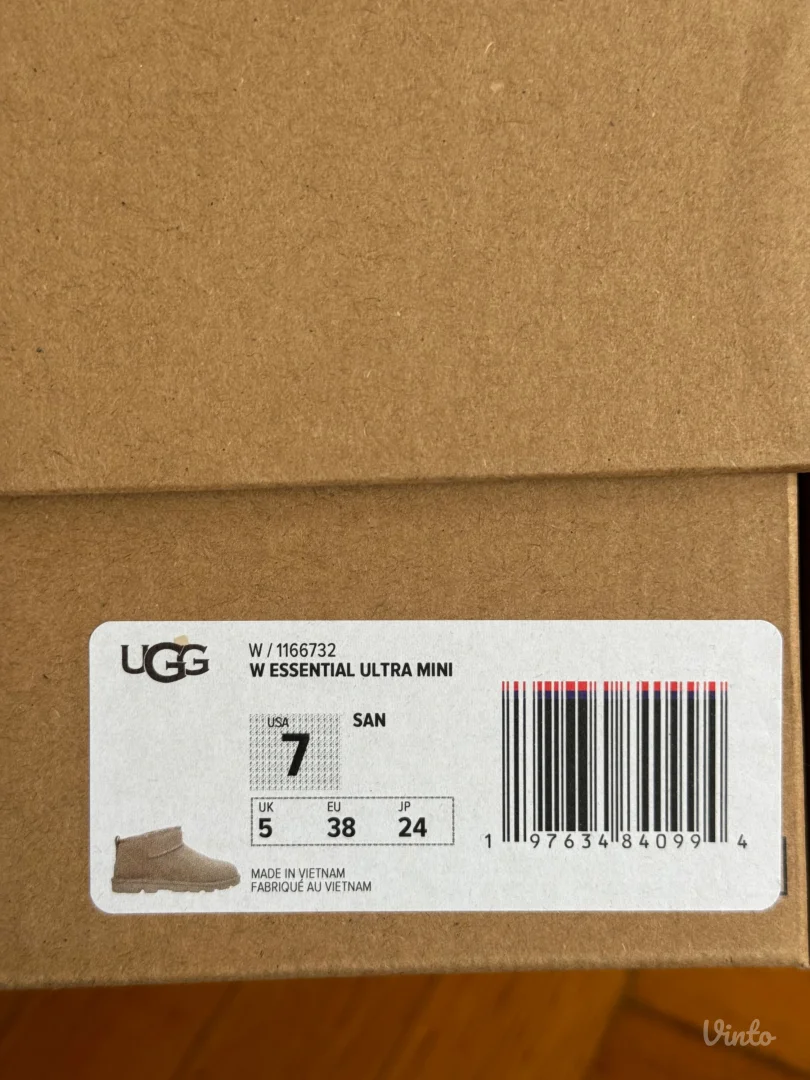 UGG
W / 1166732
W ESSENTIAL ULTRA MINI
USA
7
SAN
UK EU JP
5 38 24
MADE IN VIETNAM
FABRIQUÉ AU VIETNAM
1 97634 84099 4
Vinto